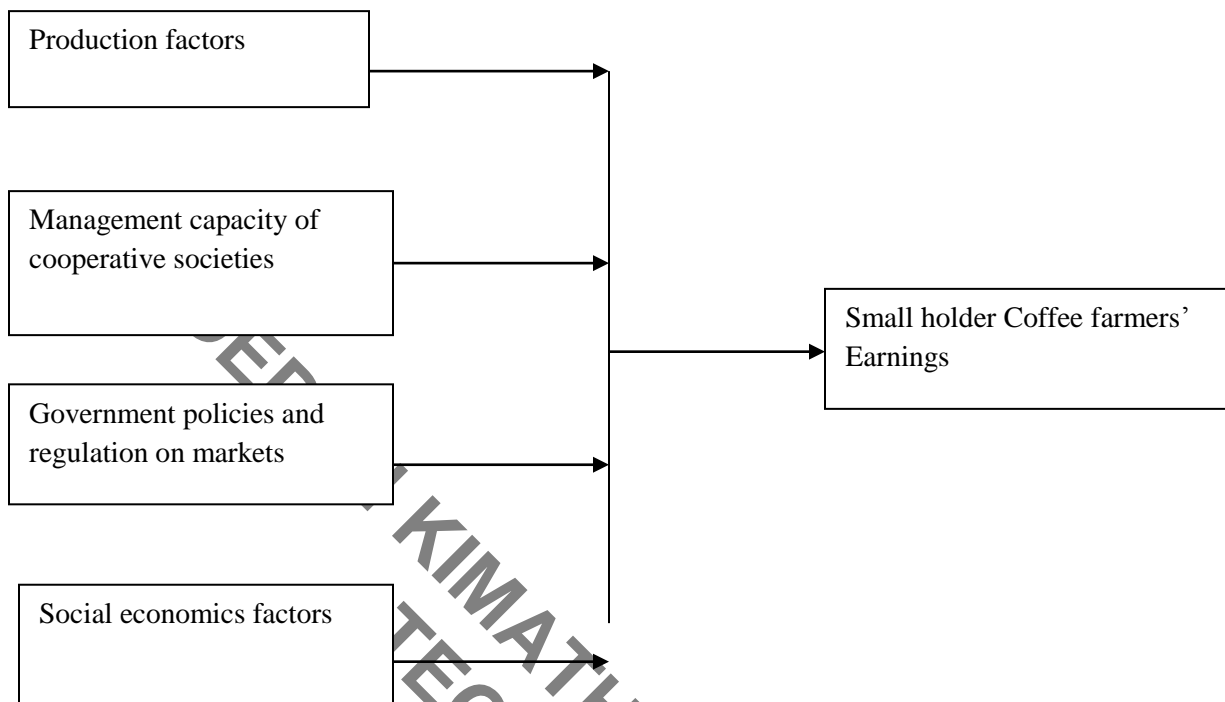 Production factors
Management capacity of
cooperative societies
Small holder Coffee farmers’
Earnings
Government policies and
regulation on markets
KIMATH
Social economics factors